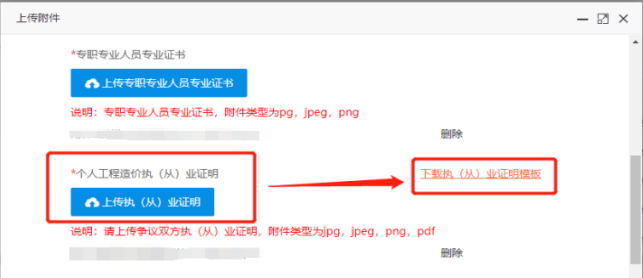 上传附件
*专职专业人员专业证书
上传专职专业人员专业证书
说明：专职专业人员专业证书，附件类型为pg，jpeg，png
删除
*个人工程造价执（从）业证明
下载执（从）业证明模板
上传执（从）业证明
说明：请上传争议双方执（从）业证明，附件类型为jpg，jpeg，png，pdf
删除